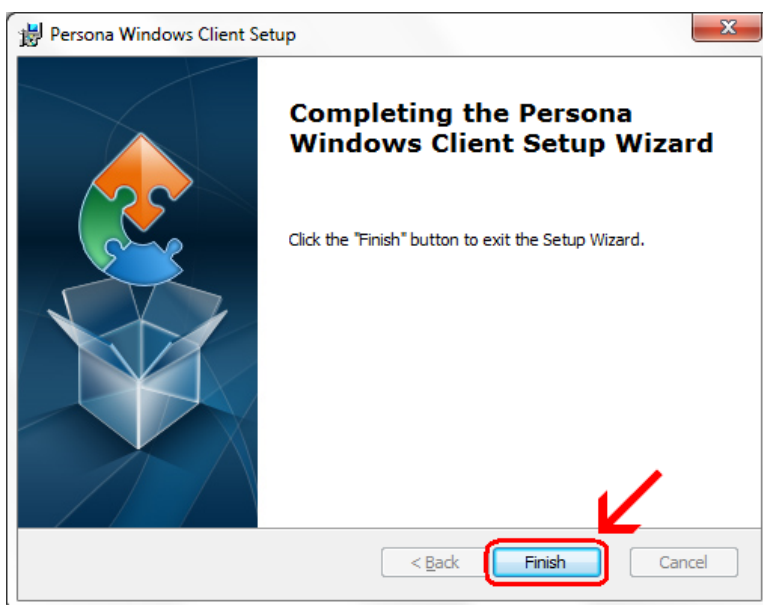 Persona Windows Client Setup
Completing the Persona
Windows Client Setup Wizard
Click the "Finish" button to exit the Setup Wizard.
< Back
Finish
Cancel